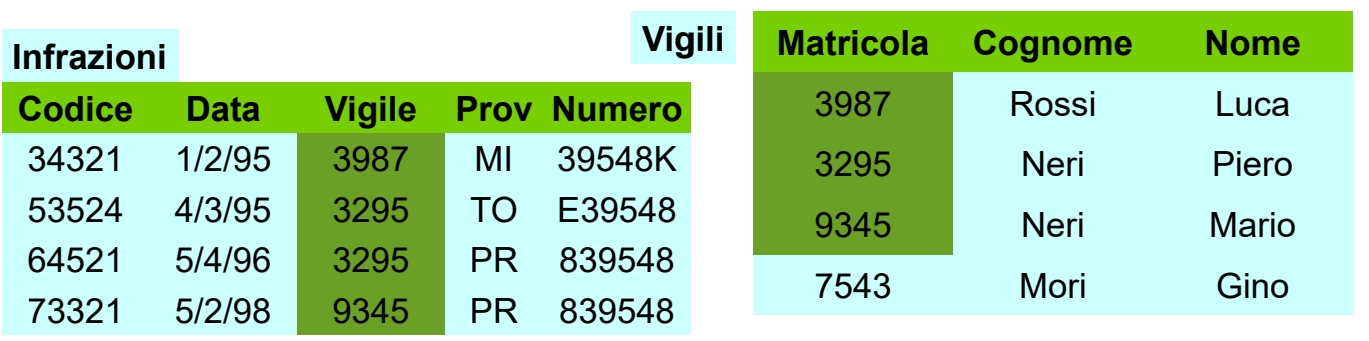 Infrazioni
Codice Data Vigile Prov Numero
34321 1/2/95 3987 MI 39548K
53524 4/3/95 3295 TO E39548
64521 5/4/96 3295 PR 839548
73321 5/2/98 9345 PR 839548
Vigili
Matricola Cognome Nome
3987 Rossi Luca
3295 Neri Piero
9345 Neri Mario
7543 Mori Gino